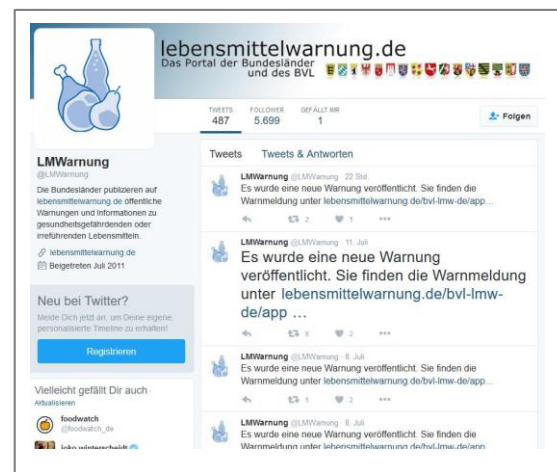 lebensmittelwarnung.de
Das Portal der Bundesländer
und des BVL
TWEETS
487
FOLLOWER
5.699
GEFÄLLT MIR
1
Folgen
LMWarnung
@LMWarnung
Die Bundesländer publizieren auf
lebensmittelwarnung.de öffentliche
Warnungen und Informationen zu
gesundheitsgefährdenden oder
irreführenden Lebensmitteln.
lebensmittelwarnung.de
Beigetreten Juli 2011
Neu bei Twitter?
Melde Dich jetzt an, um Deine eigene,
personalisierte Timeline zu erhalten!
Registrieren
Vielleicht gefällt Dir auch
Aktualisieren
foodwatch
@foodwatch_de
joko winterscheidt
Tweets
Tweets & Antworten
LMWarnung @LMWarnung · 22 Std.
Es wurde eine neue Warnung veröffentlicht. Sie finden die
Warnmeldung unter lebensmittelwarnung.de/bvl-lmw-de/app…
2
1
LMWarnung @LMWarnung · 11. Juli
Es wurde eine neue Warnung
veröffentlicht. Sie finden die Warnmeldung
unter lebensmittelwarnung.de/bvl-lmw-
de/app …
8
2
LMWarnung @LMWarnung · 8. Juli
Es wurde eine neue Warnung veröffentlicht. Sie finden die
Warnmeldung unter lebensmittelwarnung.de/bvl-lmw-de/app…
1
2
LMWarnung @LMWarnung · 8. Juli
Es wurde eine neue Warnung veröffentlicht. Sie finden die
Warnmeldung unter lebensmittelwarnung.de/bvl-lmw-de/app…